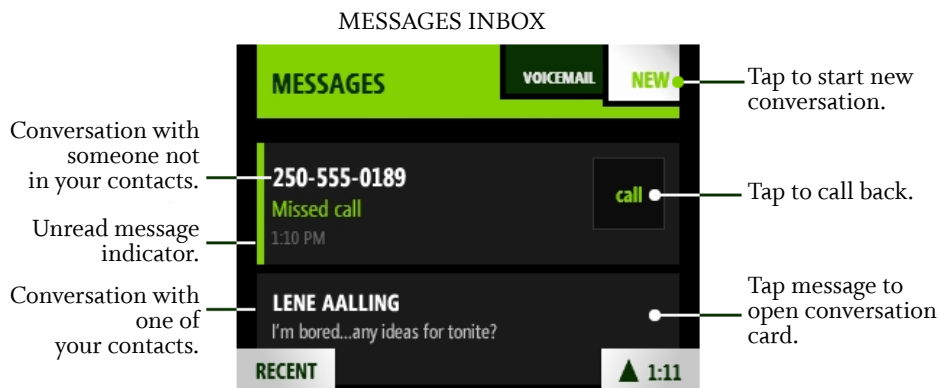 MESSAGES INBOX
MESSAGES
VOICEMAIL
NEW
Tap to start new
conversation.
Conversation with
someone not
in your contacts.
250-555-0189
Missed call
1:10 PM
call
Tap to call back.
Unread message
indicator.
Conversation with
one of
your contacts.
LENE AALLING
I'm bored...any ideas for tonite?
Tap message to
open conversation
card.
RECENT
1:11